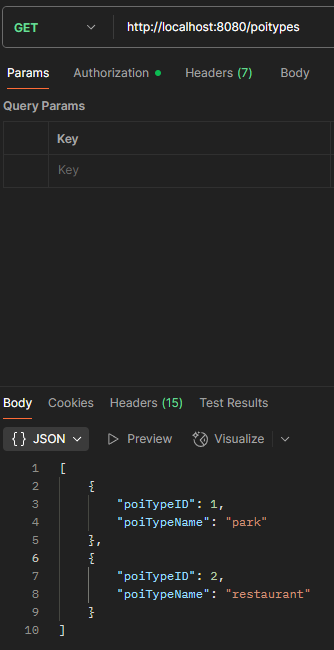 GET http://localhost:8080/poitypes
Params Authorization Headers (7) Body
Query Params
Key
Key
Body Cookies Headers (15) Test Results
{} JSON Preview Visualize
1 [
2 {
3 "poiTypeID": 1,
4 "poiTypeName": "park"
5 },
6 {
7 "poiTypeID": 2,
8 "poiTypeName": "restaurant"
9 }
10 ]